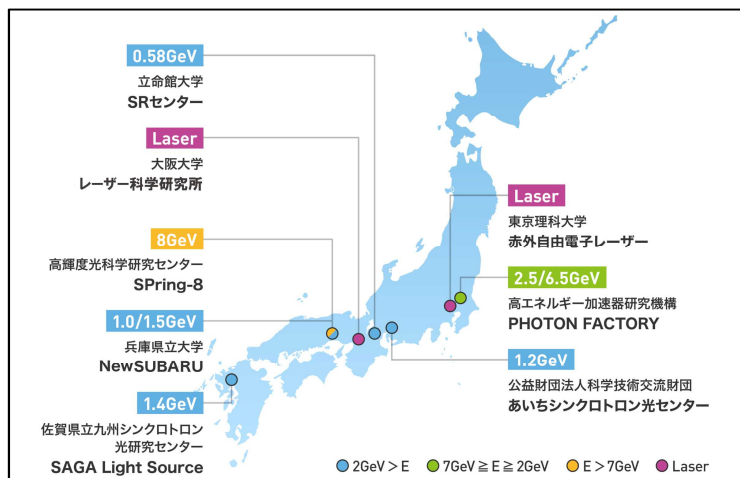 0.58GeV
立命館大学
SRセンター
Laser
大阪大学
レーザー科学研究所
8GeV
高輝度光科学研究センター
SPring-8
1.0/1.5GeV
兵庫県立大学
NewSUBARU
1.4GeV
佐賀県立九州シンクロトロン
光研究センター
SAGA Light Source
Laser
東京理科大学
赤外自由電子レーザー
2.5/6.5GeV
高エネルギー加速器研究機構
PHOTON FACTORY
1.2GeV
公益財団法人科学技術交流財団
あいちシンクロトロン光センター
2GeV＞E
7GeV≧E≧2GeV
E＞7GeV
Laser